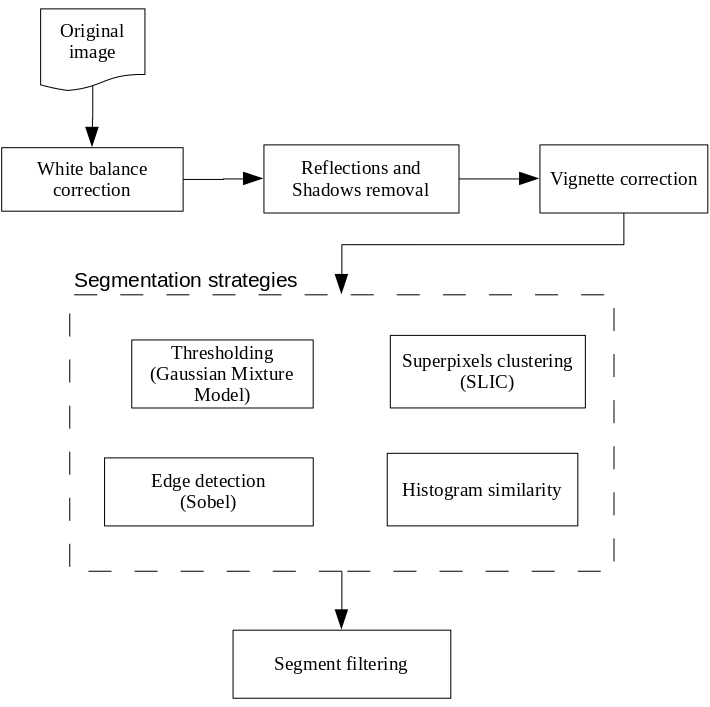 Original
image
White balance
correction
Reflections and
Shadows removal
Vignette correction
Segmentation strategies
Thresholding
(Gaussian Mixture
Model)
Superpixels clustering
(SLIC)
Edge detection
(Sobel)
Histogram similarity
Segment filtering